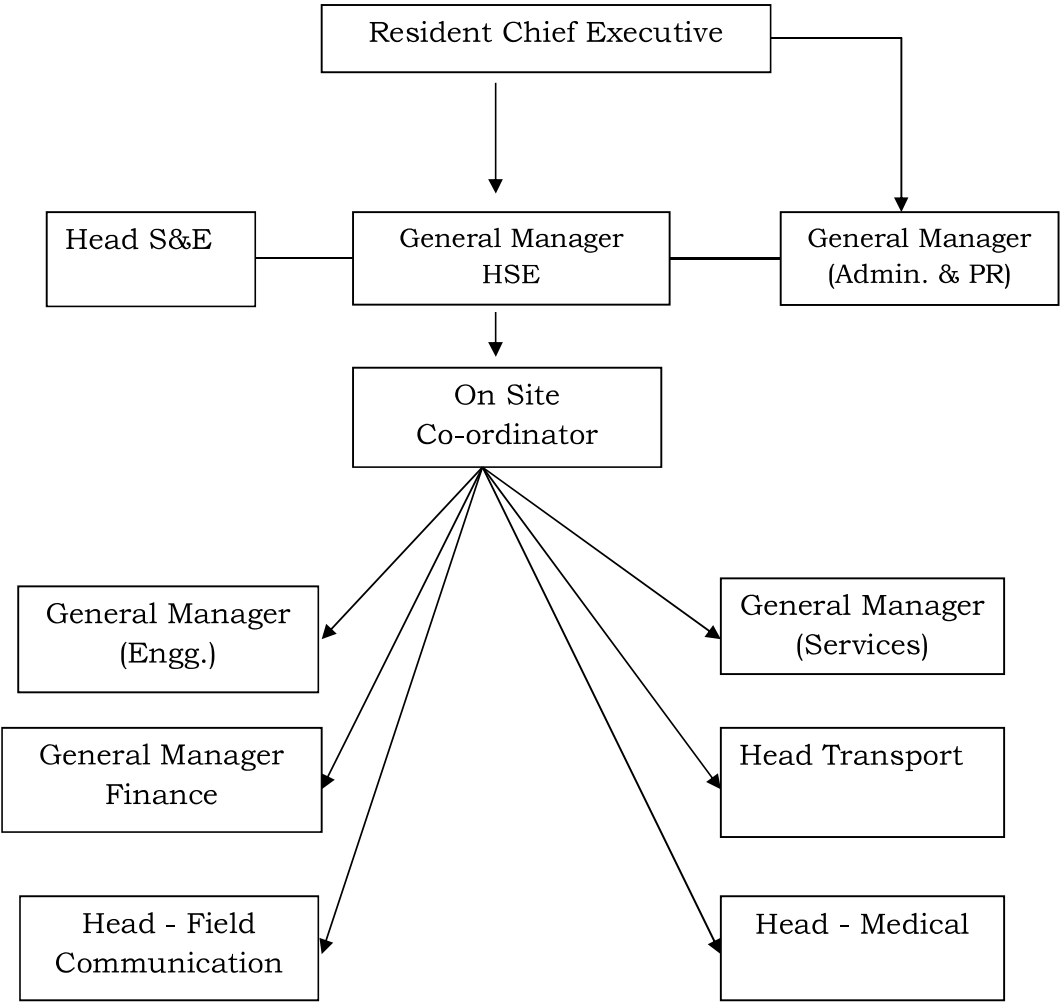 Resident Chief Executive
Head S&E
General Manager
HSE
General Manager
(Admin. & PR)
On Site
Co-ordinator
General Manager
(Engg.)
General Manager
(Services)
General Manager
Finance
Head Transport
Head - Field
Communication
Head - Medical